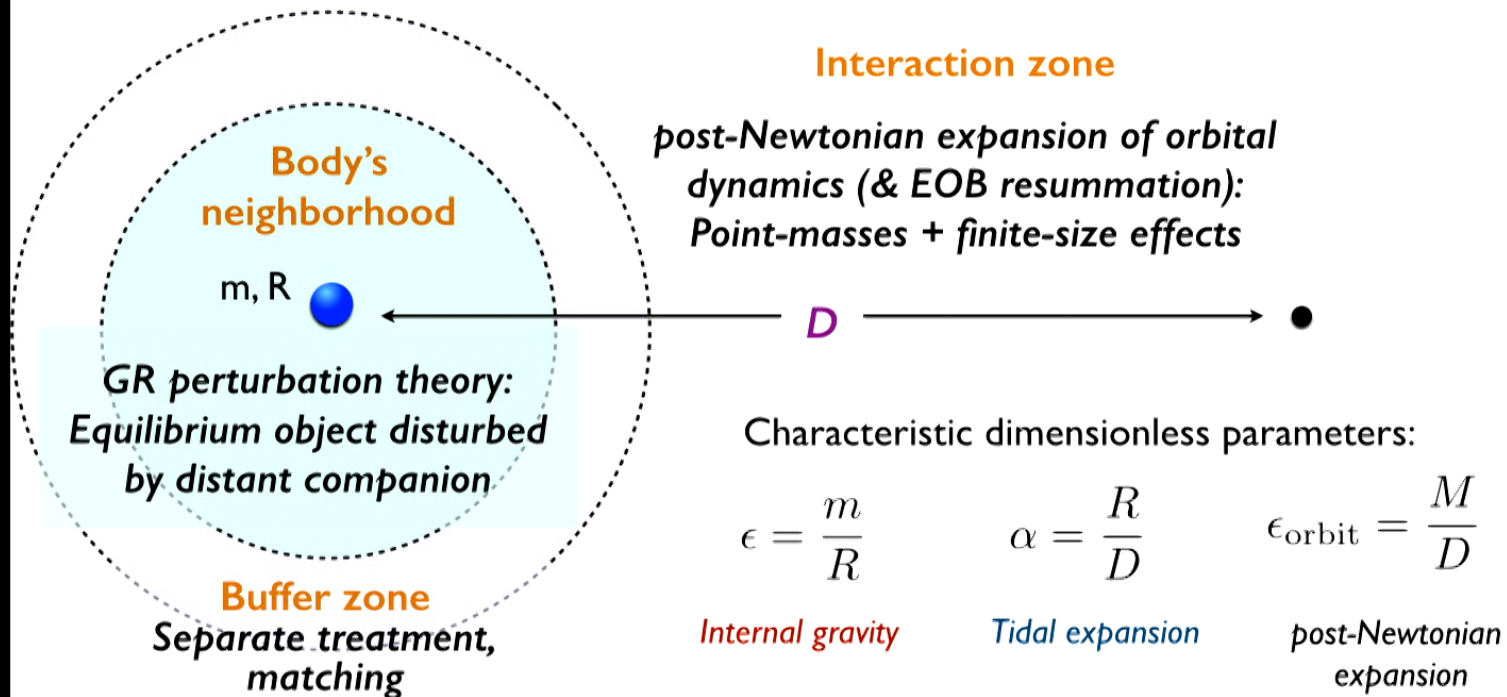 Body's
neighborhood
m, R
GR perturbation theory:
Equilibrium object disturbed
by distant companion
Buffer zone
Separate treatment,
matching
Interaction zone
post-Newtonian expansion of orbital
dynamics (& EOB resummation):
Point-masses + finite-size effects
D
Characteristic dimensionless parameters:
ϵ = m/R
α = R/D
ϵ_orbit = M/D
Internal gravity
Tidal expansion
post-Newtonian
expansion